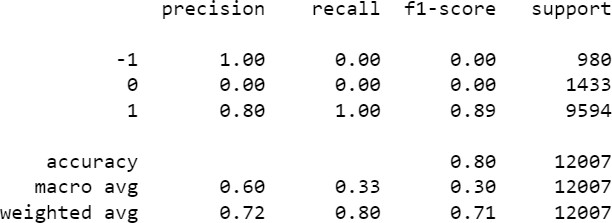 precision recall f1-score support
-1 1.00 0.00 0.00 980
0 0.00 0.00 0.00 1433
1 0.80 1.00 0.89 9594
accuracy 0.80 12007
macro avg 0.60 0.33 0.30 12007
weighted avg 0.72 0.80 0.71 12007